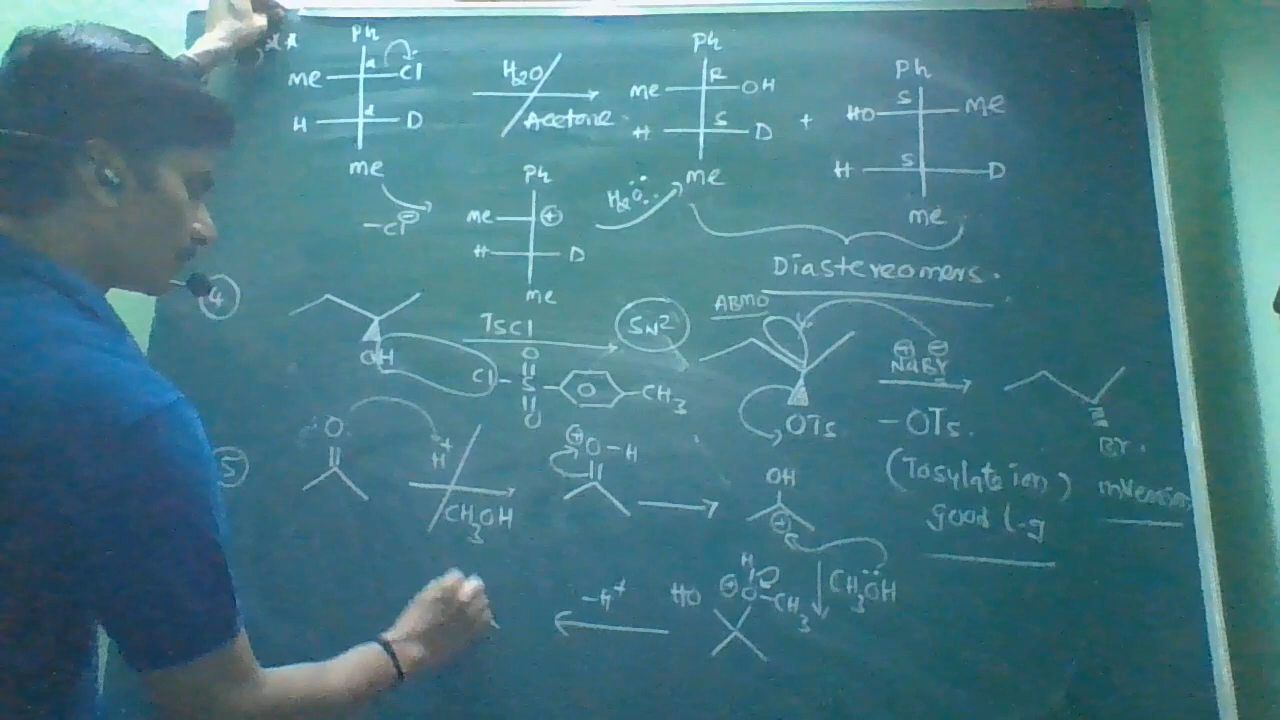 Ph Ph Ph
Me Cl H2O Me R OH HO S Me
H D Acetone H S D + H S D
Me Me Me
-Cl⊖ Ph H2O:
Me ⊕
H D
Me
Diastereomers.
4 OH TsCl SN2 ABMO OTs ⊕ ⊖ NaBr Br.
Cl-S-CH3 -OTs.
O O
(Tosylate ion)
good L-g
5 O H+ ⊕O-H OH
CH3OH ⊕
CH3OH
HO ⊕O-CH3 H
-H+